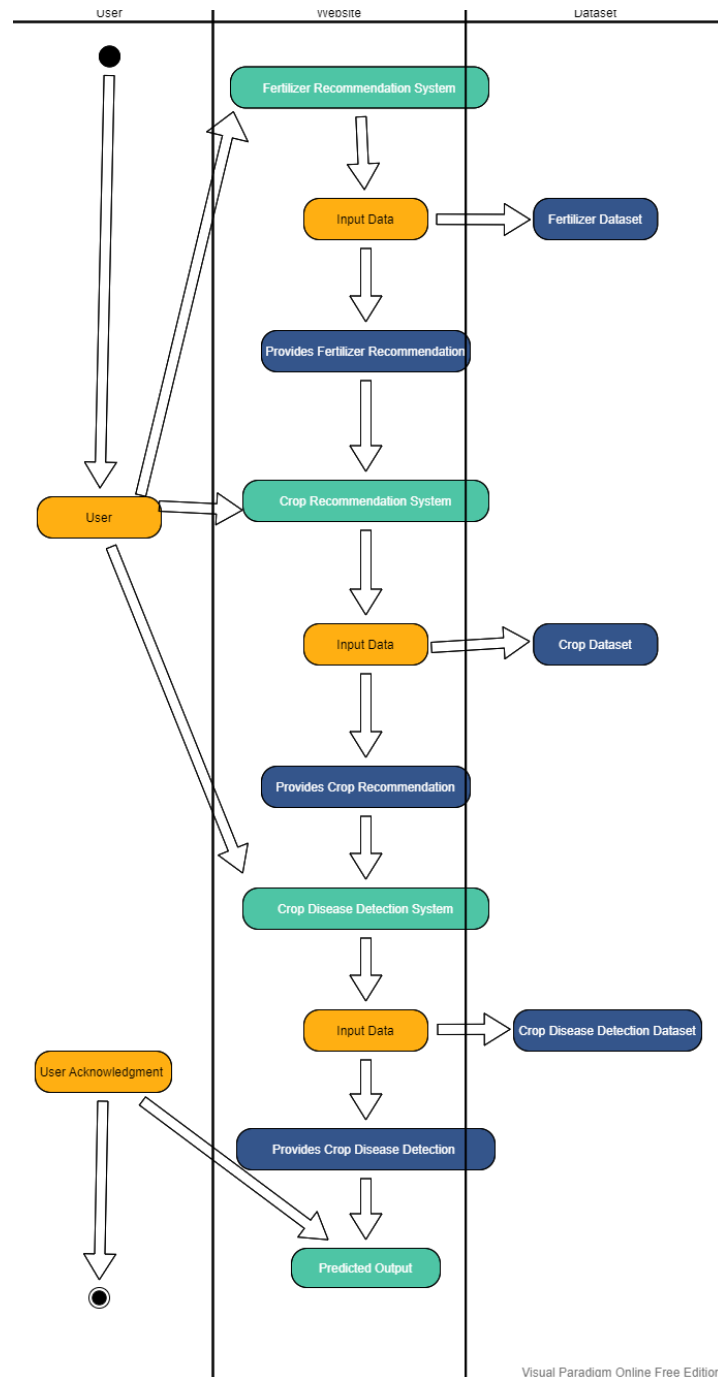 User Website Dataset
Fertilizer Recommendation System
Input Data
Fertilizer Dataset
Provides Fertilizer Recommendation
Crop Recommendation System
User
Input Data
Crop Dataset
Provides Crop Recommendation
Crop Disease Detection System
Input Data
Crop Disease Detection Dataset
User Acknowledgment
Provides Crop Disease Detection
Predicted Output
Visual Paradigm Online Free Edition